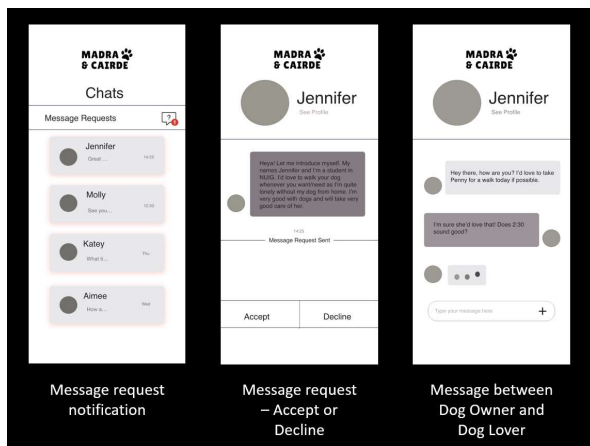 MADRA
& CAIRDE
Chats
Message Requests
?
Jennifer
Great ...
14:25
Molly
See you...
Katey
What ti...
Thu
Aimee
How a...
Wed
Message request
notification
MADRA
& CAIRDE
Jennifer
See Profile
Heya! Let me introduce myself. My
names Jennifer and I'm a student in
NUIG. I'd love to walk your dog
whenever you want/need as I'm quite
lonely without my dog from home. I'm
very good with dogs and will take very
good care of her.
14:25
Message Request Sent
Accept
Decline
Message request
– Accept or
Decline
MADRA
& CAIRDE
Jennifer
See Profile
Hey there, how are you? I'd love to take
Penny for a walk today if possible.
I'm sure she'd love that! Does 2:30
sound good?
Type your message here
+
Message between
Dog Owner and
Dog Lover